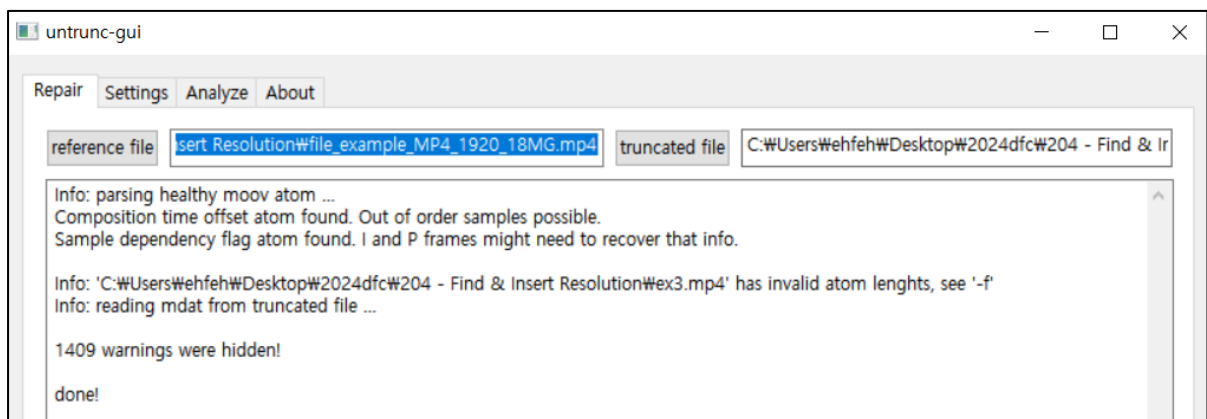 untrunc-gui
Repair Settings Analyze About
reference file sert Resolution₩file_example_MP4_1920_18MG.mp4 truncated file C:₩Users₩ehfeh₩Desktop₩2024dfc₩204 - Find & Ir
Info: parsing healthy moov atom ...
Composition time offset atom found. Out of order samples possible.
Sample dependency flag atom found. I and P frames might need to recover that info.
Info: 'C:₩Users₩ehfeh₩Desktop₩2024dfc₩204 - Find & Insert Resolution₩ex3.mp4' has invalid atom lenghts, see '-f'
Info: reading mdat from truncated file ...
1409 warnings were hidden!
done!